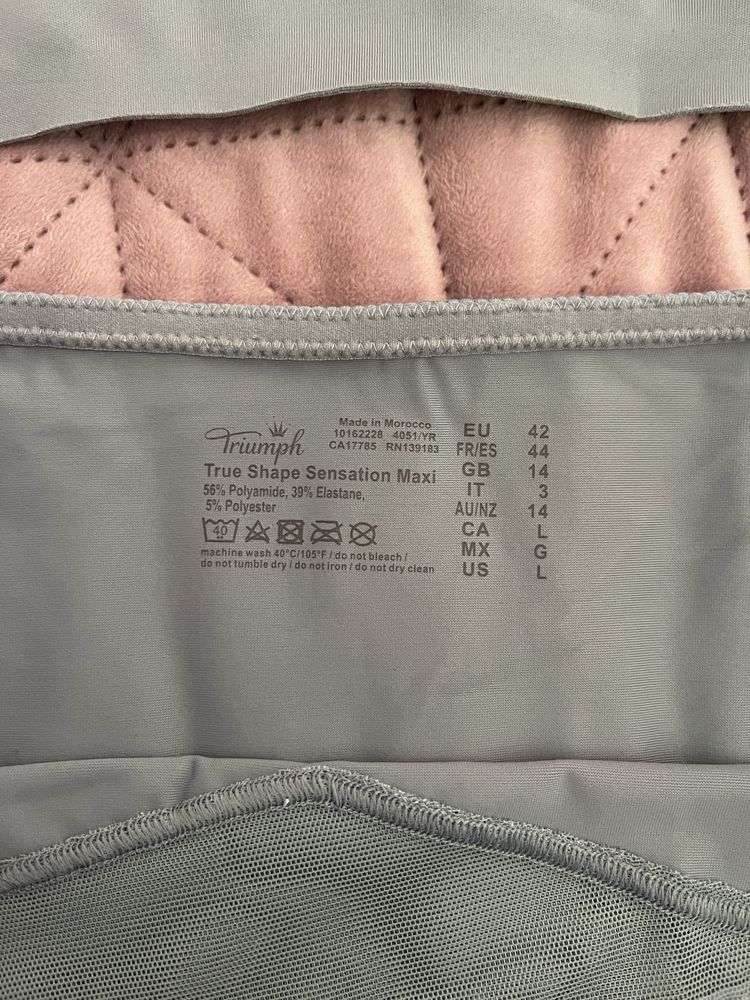 Triumph
Made in Morocco
10162228 4051/YR
CA17785 RN139183
True Shape Sensation Maxi
56% Polyamide, 39% Elastane,
5% Polyester
40
machine wash 40°C/105°F / do not bleach /
do not tumble dry / do not iron / do not dry clean
EU 42
FR/ES 44
GB 14
IT 3
AU/NZ 14
CA L
MX G
US L